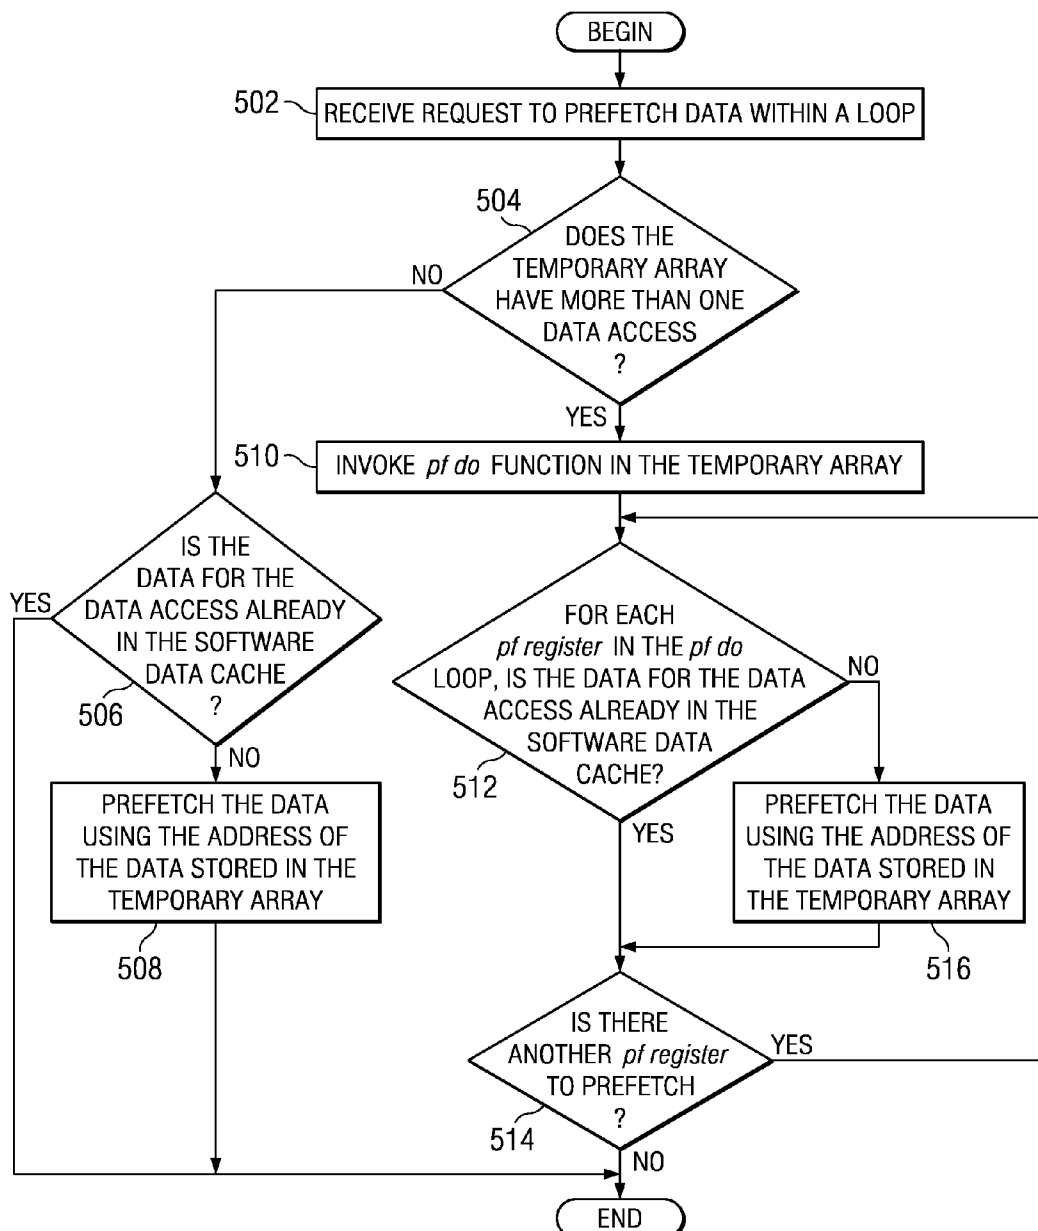 BEGIN
502
RECEIVE REQUEST TO PREFETCH DATA WITHIN A LOOP
504
DOES THE
TEMPORARY ARRAY
HAVE MORE THAN ONE
DATA ACCESS
?
NO
YES
510
INVOKE pf do FUNCTION IN THE TEMPORARY ARRAY
IS THE
DATA FOR THE
DATA ACCESS ALREADY
IN THE SOFTWARE
DATA CACHE
?
YES
506
NO
PREFETCH THE DATA
USING THE ADDRESS OF
THE DATA STORED IN THE
TEMPORARY ARRAY
508
FOR EACH
pf register IN THE pf do
LOOP, IS THE DATA FOR THE DATA
ACCESS ALREADY IN THE
SOFTWARE DATA
CACHE?
NO
512
YES
PREFETCH THE DATA
USING THE ADDRESS OF
THE DATA STORED IN
THE TEMPORARY ARRAY
516
IS THERE
ANOTHER pf register
TO PREFETCH
?
YES
514
NO
END